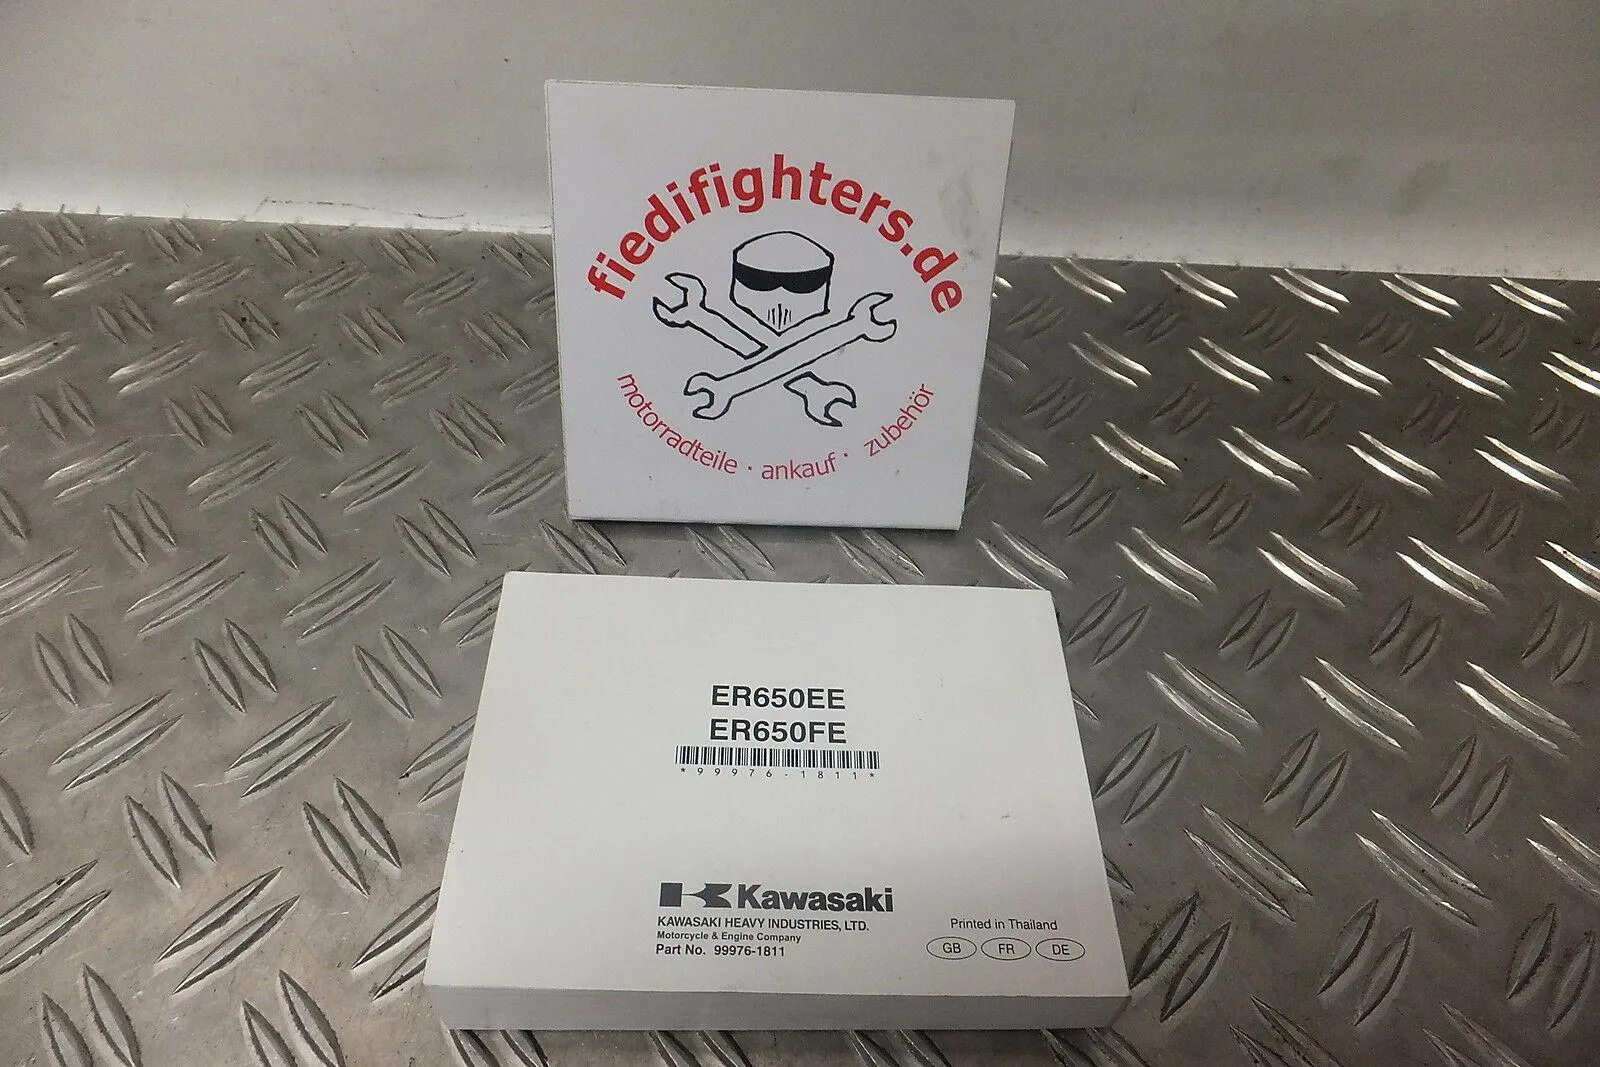 fiedifighters.de
motorradteile · ankauf · zubehör
ER650EE
ER650FE
*99976-1811*
Kawasaki
KAWASAKI HEAVY INDUSTRIES, LTD.
Motorcycle & Engine Company
Part No. 99976-1811
Printed in Thailand
GB FR DE